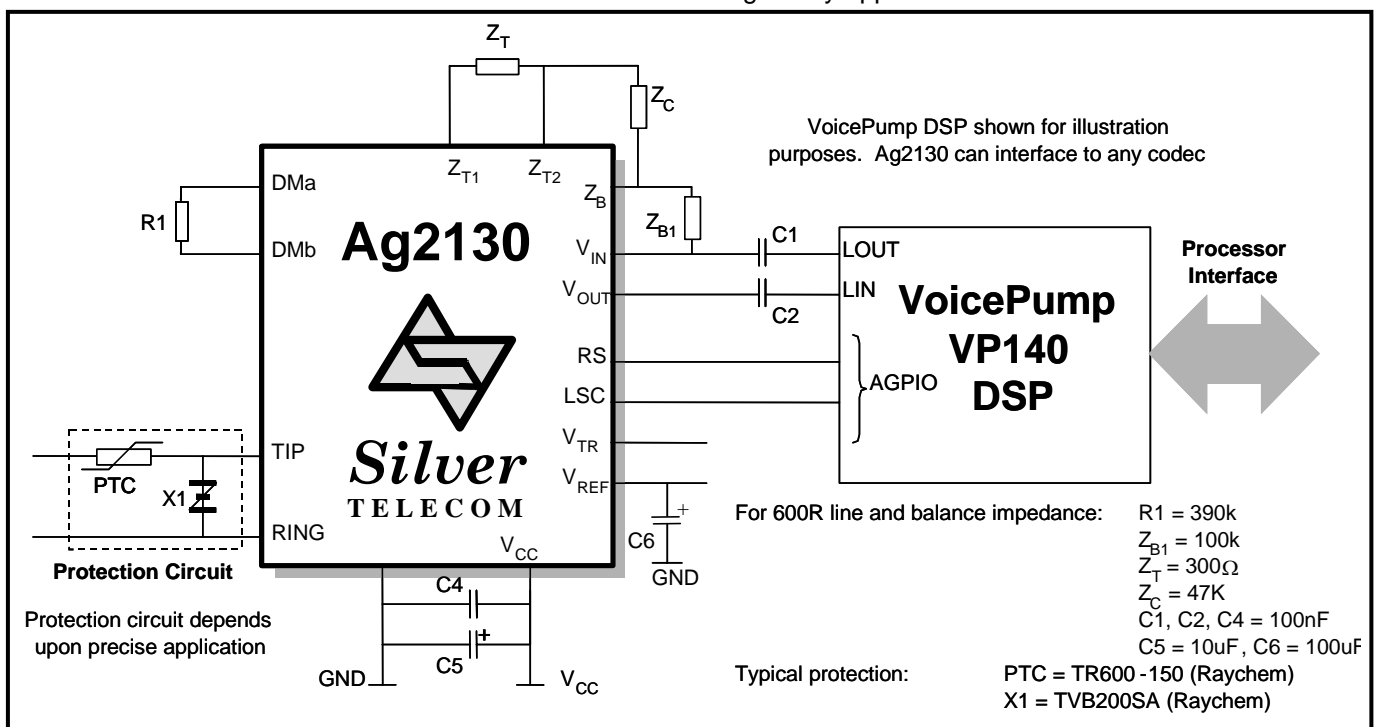 Z_T
Z_C
VoicePump DSP shown for illustration
purposes. Ag2130 can interface to any codec
Z_T1
Z_T2
DMa
R1
DMb
Ag2130
Z_B
Z_B1
V_IN
C1
LOUT
V_OUT
C2
LIN
VoicePump
VP140
DSP
Processor
Interface
RS
LSC
AGPIO
V_TR
V_REF
Silver
TELECOM
TIP
PTC
X1
RING
Protection Circuit
Protection circuit depends
upon precise application
V_CC
C4
C5
+
GND
V_CC
C6
+
GND
For 600R line and balance impedance:
R1 = 390k
Z_B1 = 100k
Z_T = 300Ω
Z_C = 47K
C1, C2, C4 = 100nF
C5 = 10uF, C6 = 100uF
Typical protection:
PTC = TR600 -150 (Raychem)
X1 = TVB200SA (Raychem)